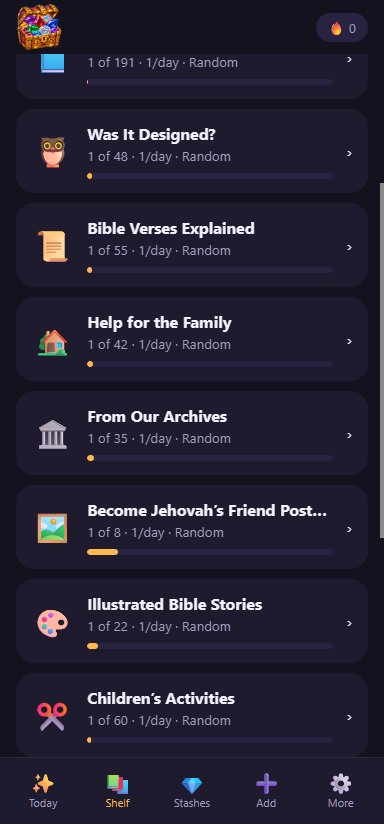 0
1 of 191 · 1/day · Random
Was It Designed?
1 of 48 · 1/day · Random
Bible Verses Explained
1 of 55 · 1/day · Random
Help for the Family
1 of 42 · 1/day · Random
From Our Archives
1 of 35 · 1/day · Random
Become Jehovah’s Friend Post…
1 of 8 · 1/day · Random
Illustrated Bible Stories
1 of 22 · 1/day · Random
Children’s Activities
1 of 60 · 1/day · Random
Today Shelf Stashes Add More